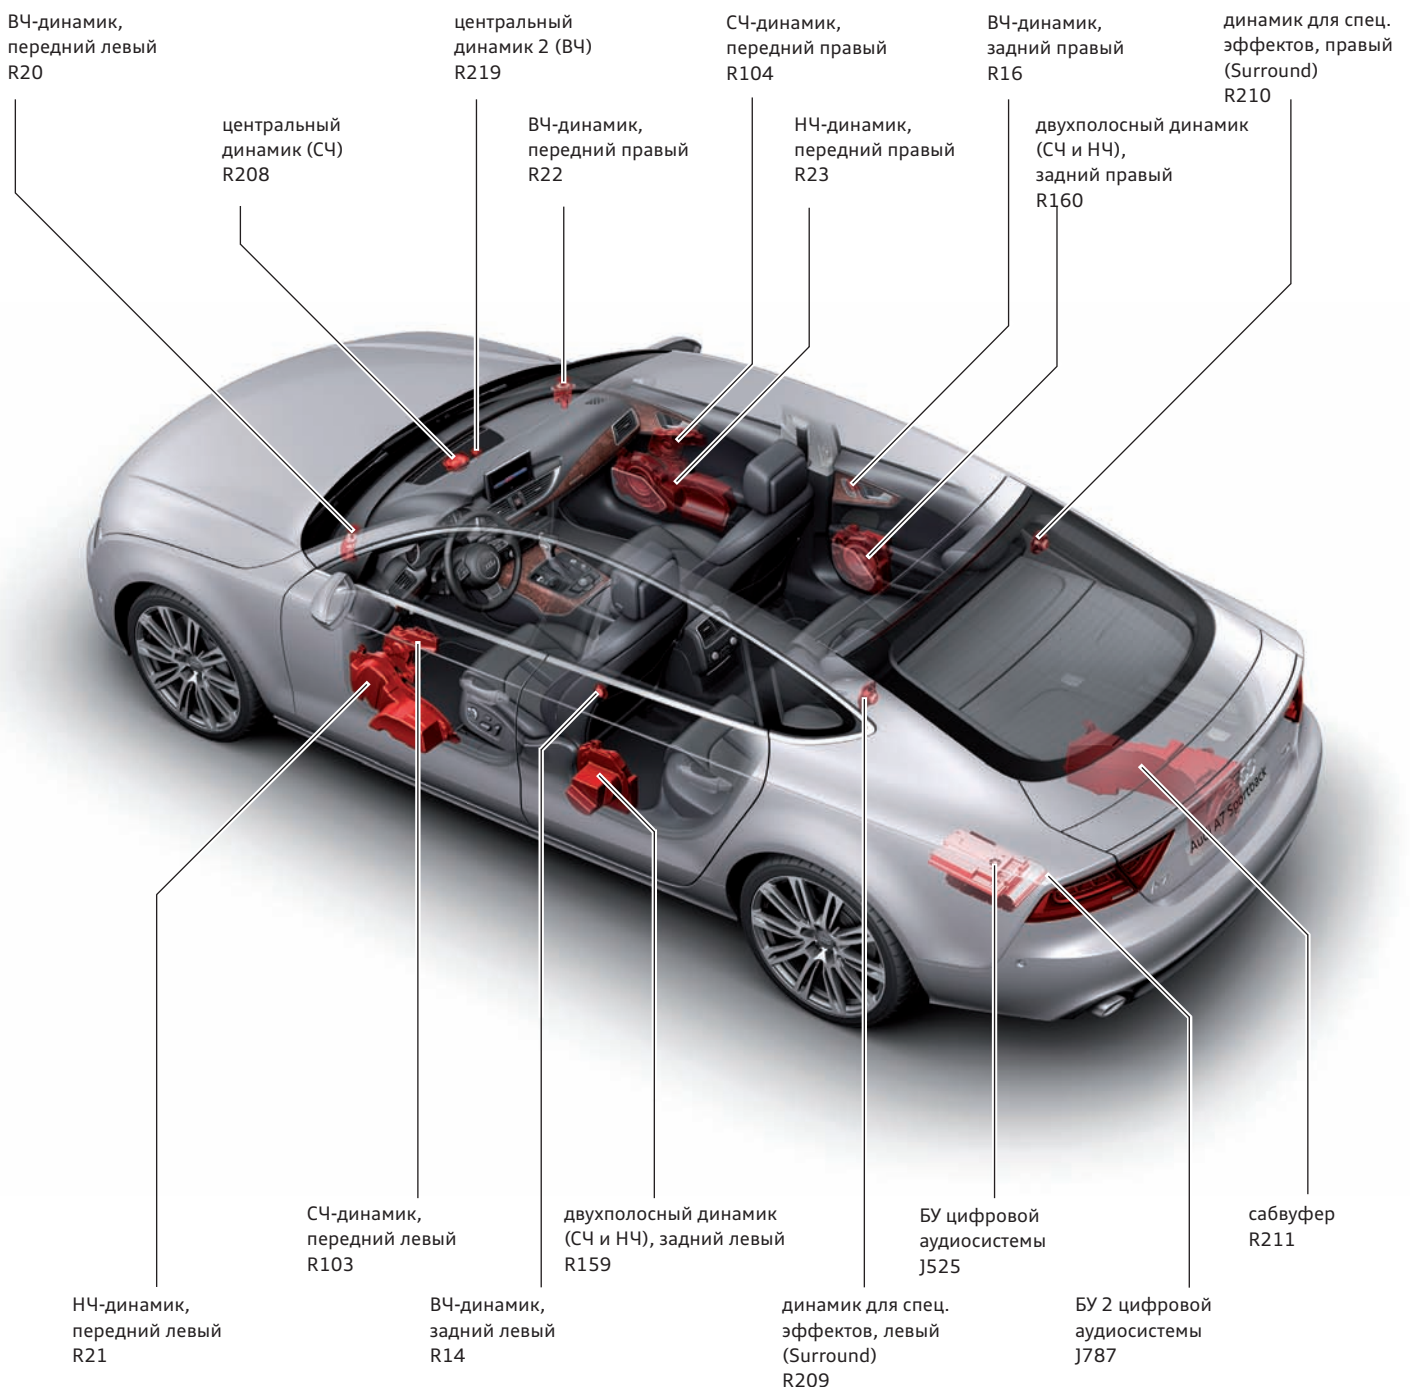 ВЧ-динамик,
передний левый
R20
центральный
динамик 2 (ВЧ)
R219
СЧ-динамик,
передний правый
R104
ВЧ-динамик,
задний правый
R16
динамик для спец.
эффектов, правый
(Surround)
R210
центральный
динамик (СЧ)
R208
ВЧ-динамик,
передний правый
R22
НЧ-динамик,
передний правый
R23
двухполосный динамик
(СЧ и НЧ),
задний правый
R160
Audi A7 Sportback
СЧ-динамик,
передний левый
R103
двухполосный динамик
(СЧ и НЧ), задний левый
R159
БУ цифровой
аудиосистемы
J525
сабвуфер
R211
НЧ-динамик,
передний левый
R21
ВЧ-динамик,
задний левый
R14
динамик для спец.
эффектов, левый
(Surround)
R209
БУ 2 цифровой
аудиосистемы
J787